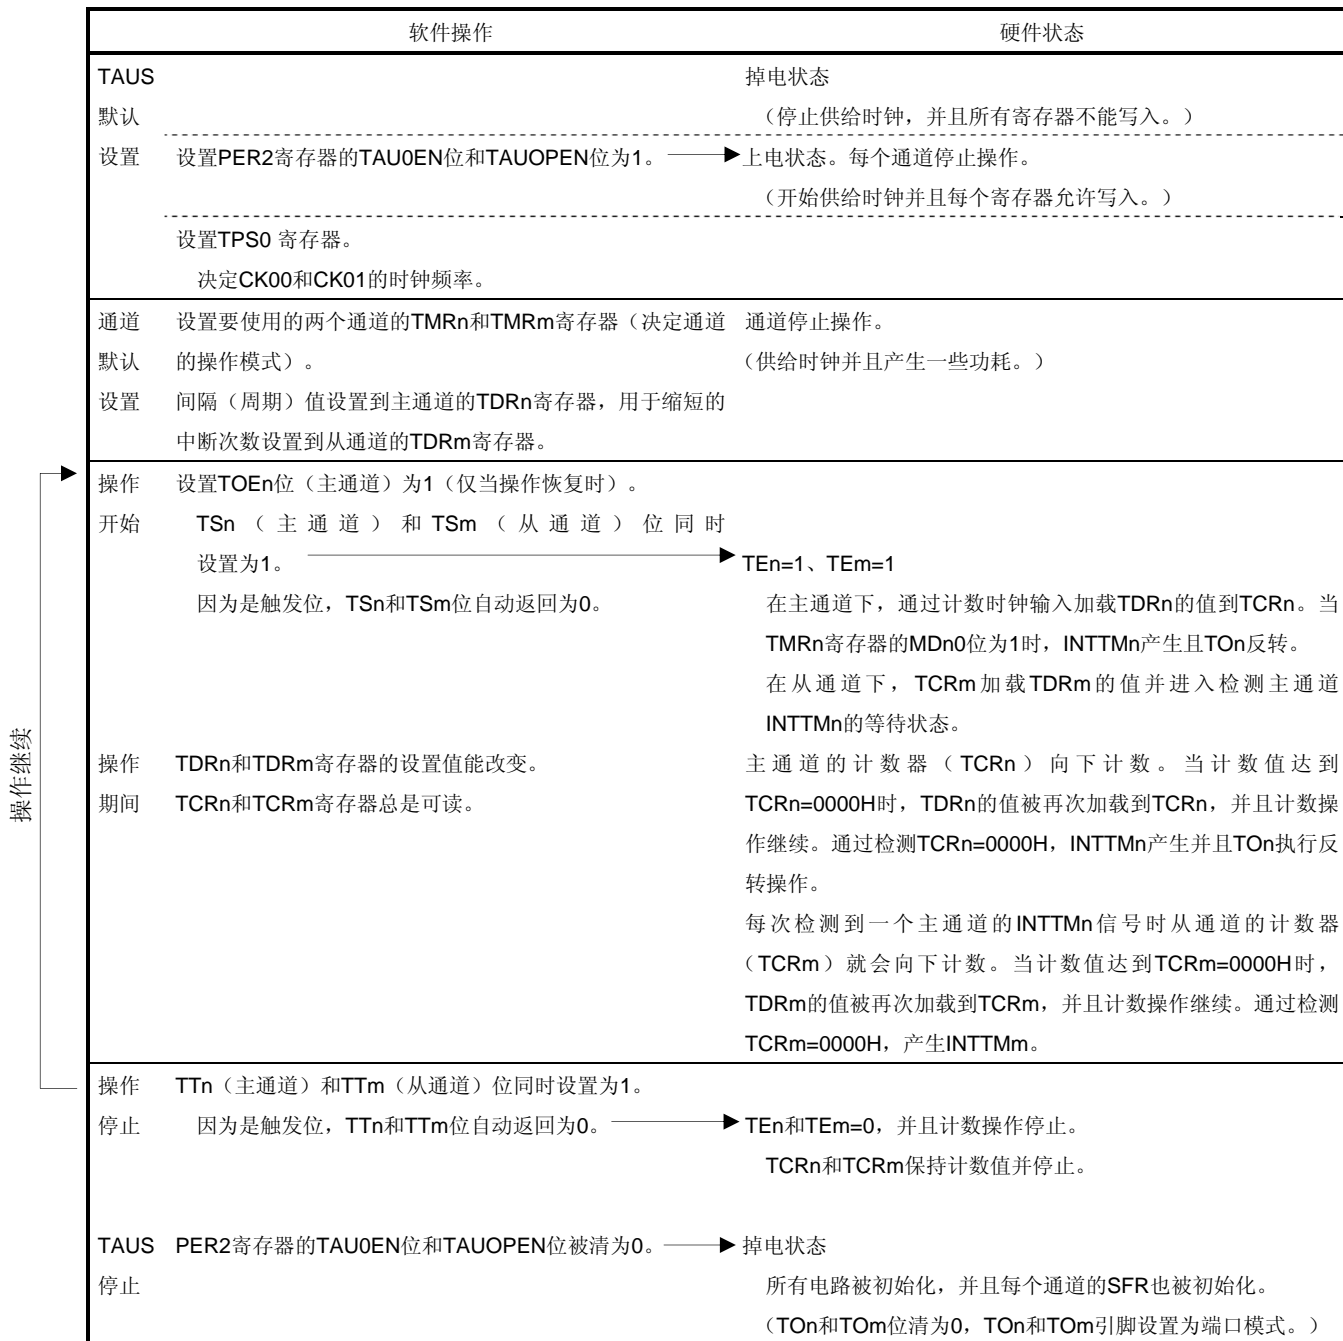 软件操作
硬件状态
TAUS
默认
设置
掉电状态
（停止供给时钟，并且所有寄存器不能写入。）
设置PER2寄存器的TAU0EN位和TAUOPEN位为1。
上电状态。每个通道停止操作。
（开始供给时钟并且每个寄存器允许写入。）
设置TPS0 寄存器。
决定CK00和CK01的时钟频率。
通道
默认
设置
设置要使用的两个通道的TMRn和TMRm寄存器（决定通道
的操作模式）。
间隔（周期）值设置到主通道的TDRn寄存器，用于缩短的
中断次数设置到从通道的TDRm寄存器。
通道停止操作。
（供给时钟并且产生一些功耗。）
操作继续
操作
开始
设置TOEn位（主通道）为1（仅当操作恢复时）。
TSn（主通道）和TSm（从通道）位同时
设置为1。
因为是触发位，TSn和TSm位自动返回为0。
TEn=1、TEm=1
在主通道下，通过计数时钟输入加载TDRn的值到TCRn。当
TMRn寄存器的MDn0位为1时，INTTMn产生且TOn反转。
在从通道下，TCRm加载TDRm的值并进入检测主通道
INTTMn的等待状态。
操作
期间
TDRn和TDRm寄存器的设置值能改变。
TCRn和TCRm寄存器总是可读。
主通道的计数器（TCRn）向下计数。当计数值达到
TCRn=0000H时，TDRn的值被再次加载到TCRn，并且计数操
作继续。通过检测TCRn=0000H，INTTMn产生并且TOn执行反
转操作。
每次检测到一个主通道的INTTMn信号时从通道的计数器
（TCRm）就会向下计数。当计数值达到TCRm=0000H时，
TDRm的值被再次加载到TCRm，并且计数操作继续。通过检测
TCRm=0000H，产生INTTMm。
操作
停止
TTn（主通道）和TTm（从通道）位同时设置为1。
因为是触发位，TTn和TTm位自动返回为0。
TEn和TEm=0，并且计数操作停止。
TCRn和TCRm保持计数值并停止。
TAUS
停止
PER2寄存器的TAU0EN位和TAUOPEN位被清为0。
掉电状态
所有电路被初始化，并且每个通道的SFR也被初始化。
（TOn和TOm位清为0，TOn和TOm引脚设置为端口模式。）